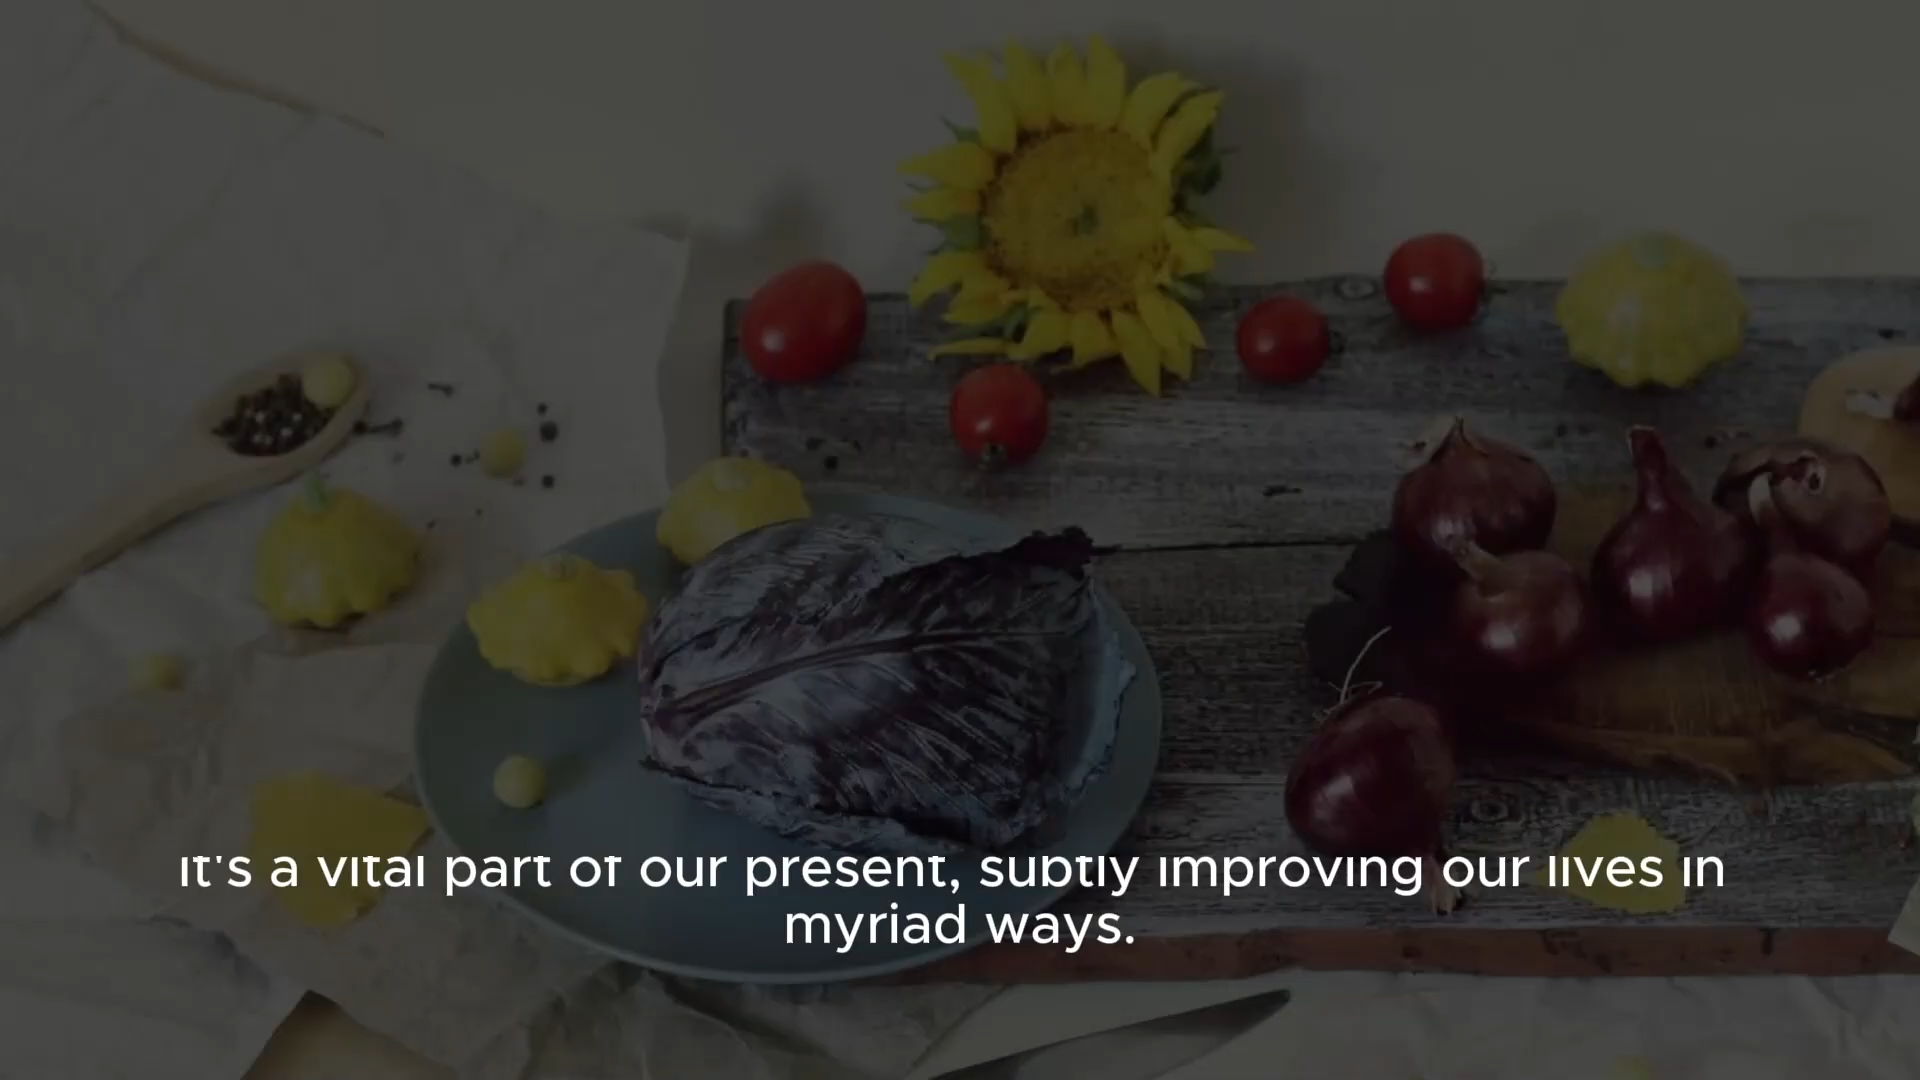 It's a vital part of our present, subtly improving our lives in
myriad ways.